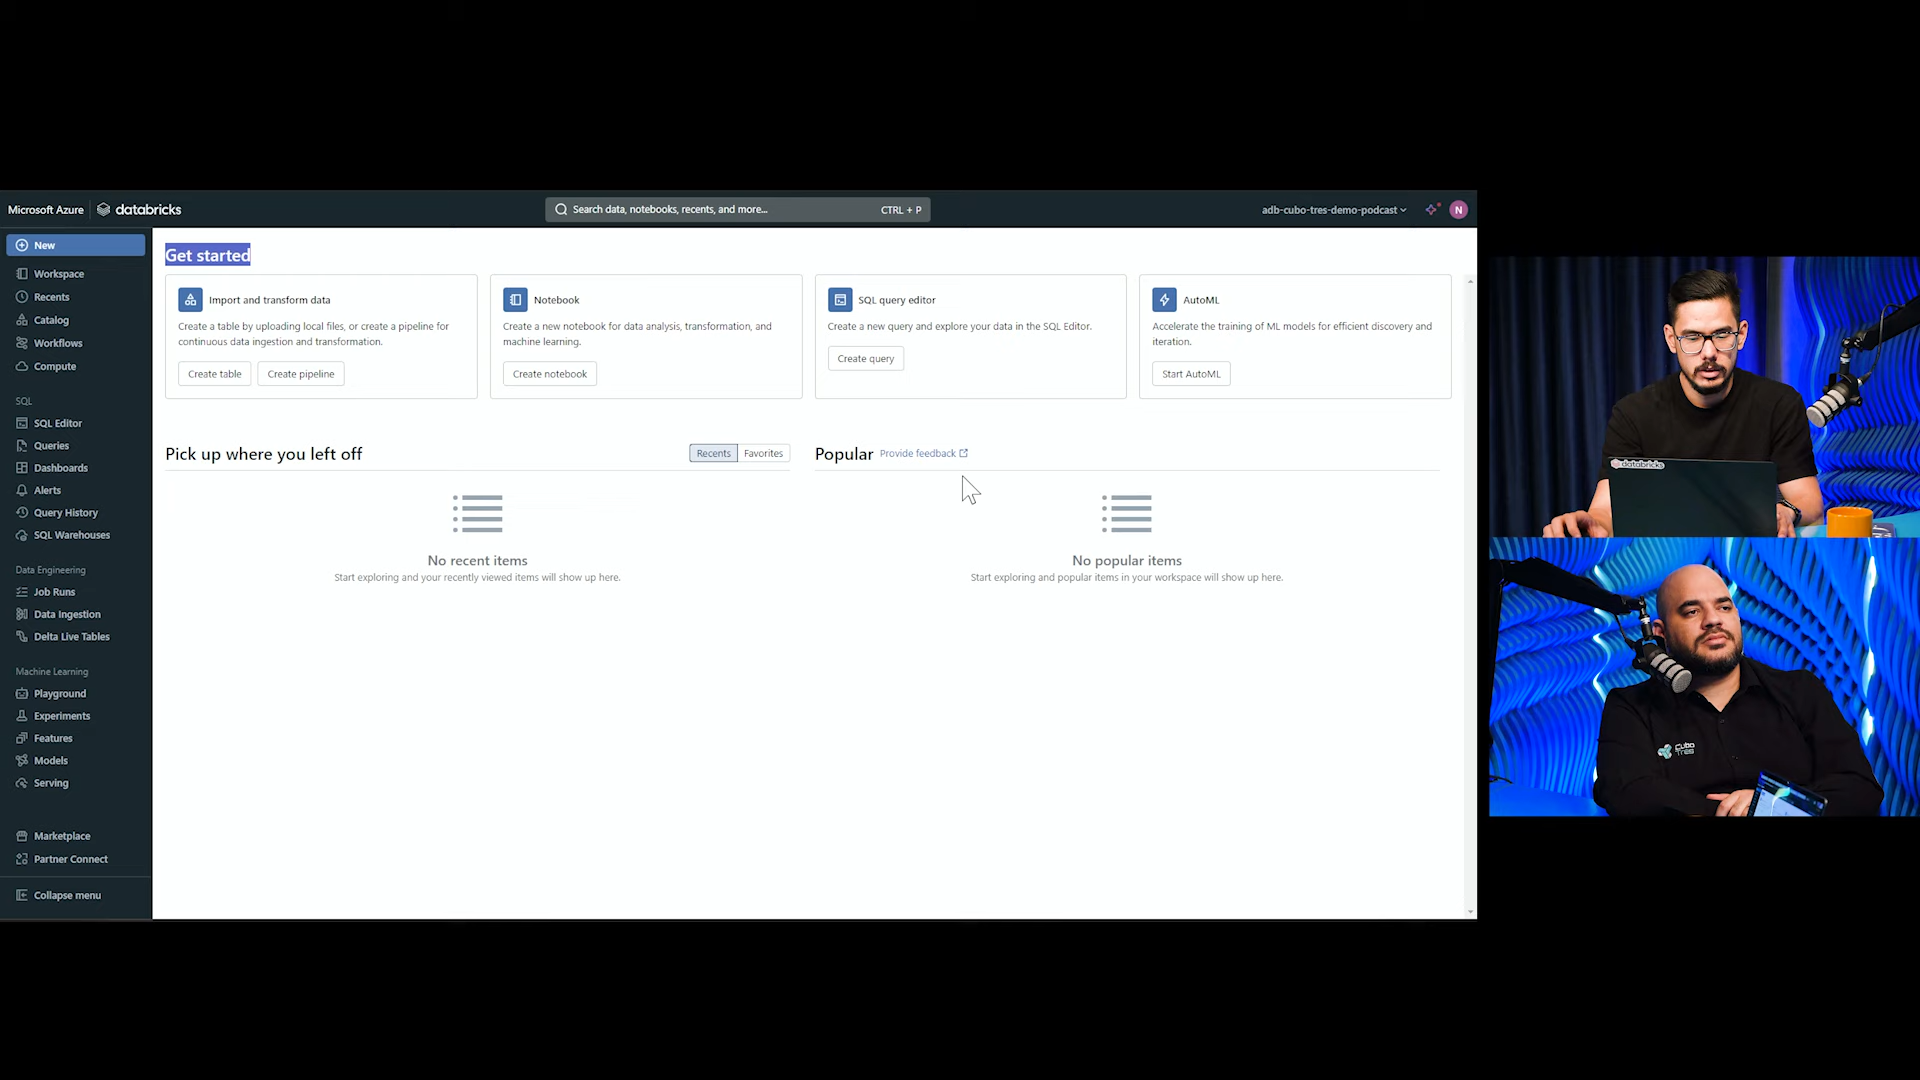 Microsoft Azure databricks
Search data, notebooks, recents, and more... CTRL + P
adb-cubo-tres-demo-podcast
N
New
Workspace
Recents
Catalog
Workflows
Compute
SQL
SQL Editor
Queries
Dashboards
Alerts
Query History
SQL Warehouses
Data Engineering
Job Runs
Data Ingestion
Delta Live Tables
Machine Learning
Playground
Experiments
Features
Models
Serving
Marketplace
Partner Connect
Collapse menu
Get started
Import and transform data
Create a table by uploading local files, or create a pipeline for
continuous data ingestion and transformation.
Create table Create pipeline
Notebook
Create a new notebook for data analysis, transformation, and
machine learning.
Create notebook
SQL query editor
Create a new query and explore your data in the SQL Editor.
Create query
AutoML
Accelerate the training of ML models for efficient discovery and
iteration.
Start AutoML
Pick up where you left off
Recents Favorites
No recent items
Start exploring and your recently viewed items will show up here.
Popular Provide feedback
No popular items
Start exploring and popular items in your workspace will show up here.
databricks
Cubo
Tres